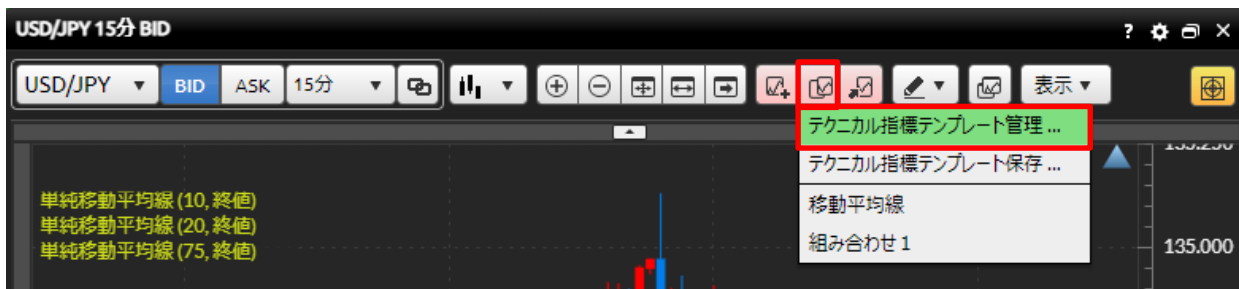 USD/JPY 15分 BID
?
USD/JPY BID ASK 15分 表示
テクニカル指標テンプレート管理 ...
テクニカル指標テンプレート保存 ...
移動平均線
組み合わせ 1
単純移動平均線 (10, 終値)
単純移動平均線 (20, 終値)
単純移動平均線 (75, 終値)
135.000